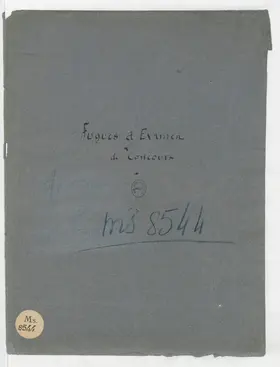 Fugues d'Examen
de Concours
ms 8544
Ms.
8544